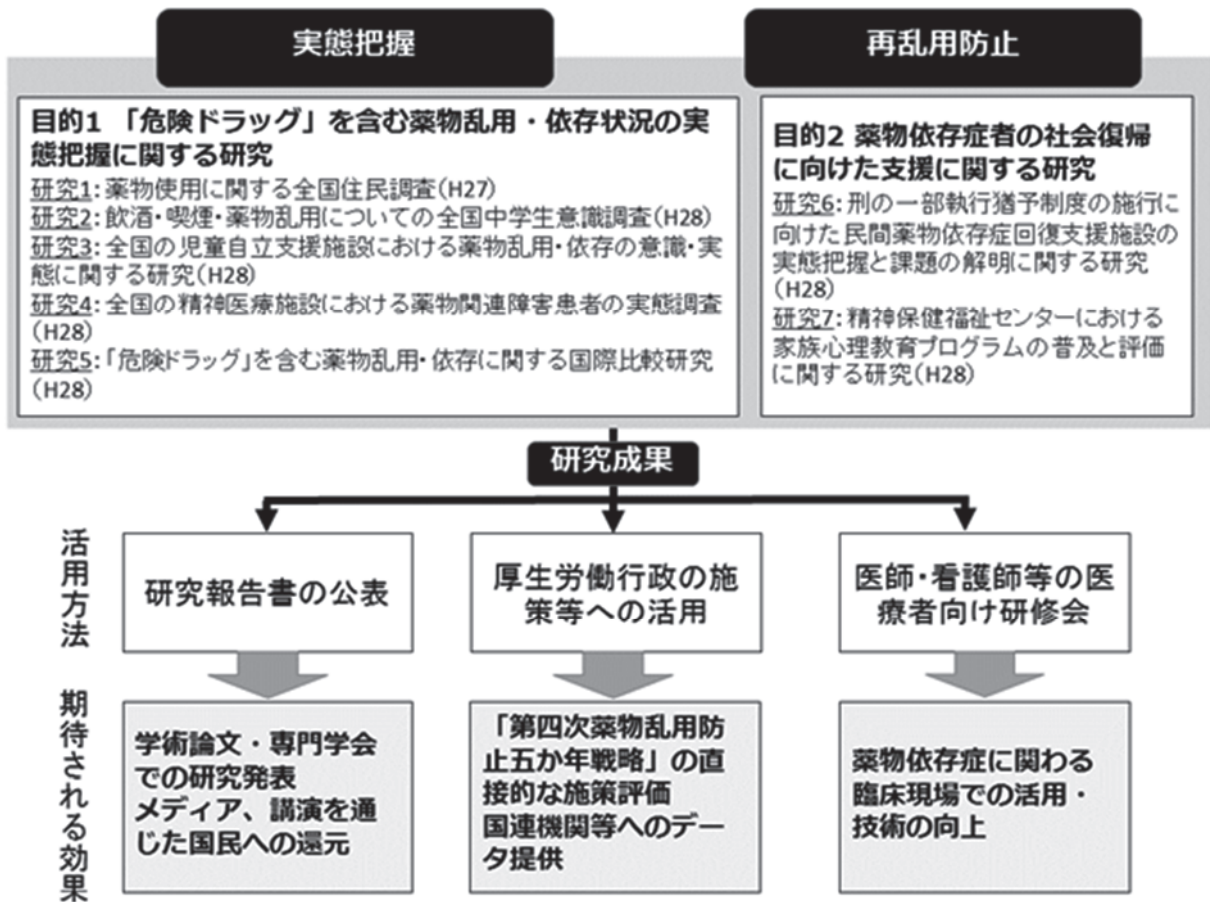 実態把握
再乱用防止
目的1 「危険ドラッグ」を含む薬物乱用・依存状況の実
態把握に関する研究
研究1: 薬物使用に関する全国住民調査(H27)
研究2: 飲酒・喫煙・薬物乱用についての全国中学生意識調査(H28)
研究3: 全国の児童自立支援施設における薬物乱用・依存の意識・実
態に関する研究(H28)
研究4: 全国の精神医療施設における薬物関連障害患者の実態調査
(H28)
研究5: 「危険ドラッグ」を含む薬物乱用・依存に関する国際比較研究
(H28)
目的2 薬物依存症者の社会復帰
に向けた支援に関する研究
研究6: 刑の一部執行猶予制度の施行に
向けた民間薬物依存症回復支援施設の
実態把握と課題の解明に関する研究
(H28)
研究7: 精神保健福祉センターにおける
家族心理教育プログラムの普及と評価
に関する研究(H28)
研究成果
活用方法
研究報告書の公表
厚生労働行政の施
策等への活用
医師・看護師等の医
療者向け研修会
期待される効果
学術論文・専門学会
での研究発表
メディア、講演を通
じた国民への還元
「第四次薬物乱用防
止五か年戦略」の直
接的な施策評価
国連機関等へのデー
タ提供
薬物依存症に関わる
臨床現場での活用・
技術の向上